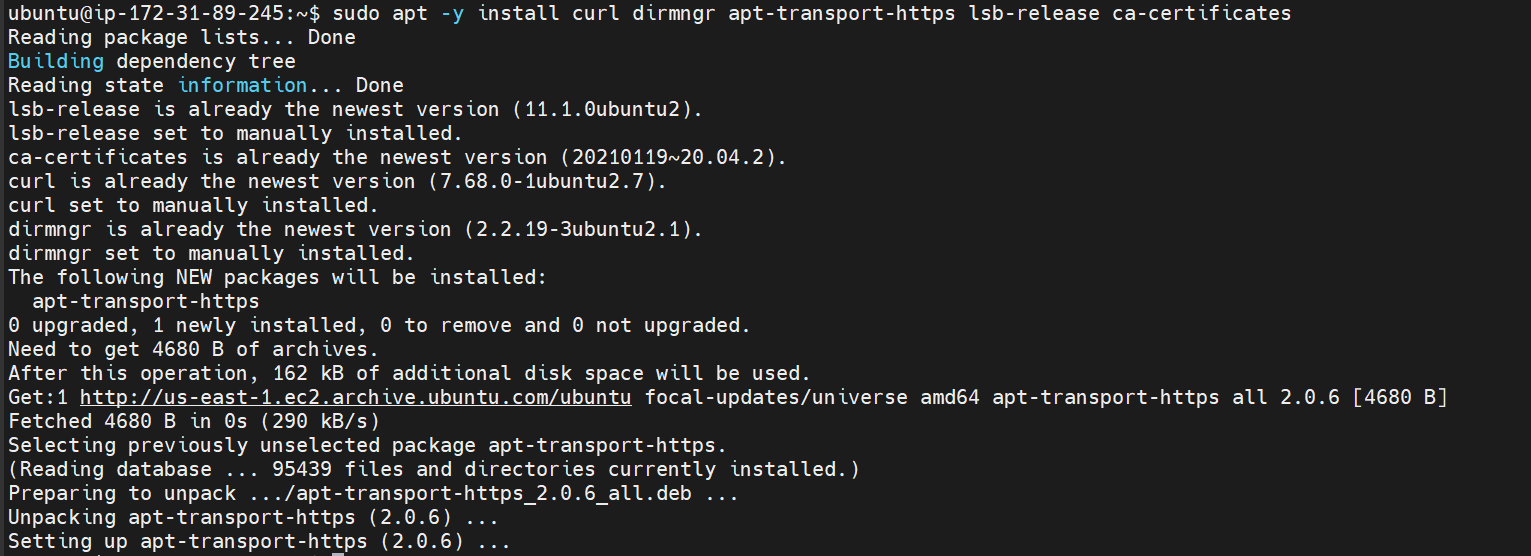 ubuntu@ip-172-31-89-245:~$ sudo apt -y install curl dirmngr apt-transport-https lsb-release ca-certificates
Reading package lists... Done
Building dependency tree
Reading state information... Done
lsb-release is already the newest version (11.1.0ubuntu2).
lsb-release set to manually installed.
ca-certificates is already the newest version (20210119~20.04.2).
curl is already the newest version (7.68.0-1ubuntu2.7).
curl set to manually installed.
dirmngr is already the newest version (2.2.19-3ubuntu2.1).
dirmngr set to manually installed.
The following NEW packages will be installed:
  apt-transport-https
0 upgraded, 1 newly installed, 0 to remove and 0 not upgraded.
Need to get 4680 B of archives.
After this operation, 162 kB of additional disk space will be used.
Get:1 http://us-east-1.ec2.archive.ubuntu.com/ubuntu focal-updates/universe amd64 apt-transport-https all 2.0.6 [4680 B]
Fetched 4680 B in 0s (290 kB/s)
Selecting previously unselected package apt-transport-https.
(Reading database ... 95439 files and directories currently installed.)
Preparing to unpack .../apt-transport-https_2.0.6_all.deb ...
Unpacking apt-transport-https (2.0.6) ...
Setting up apt-transport-https (2.0.6) ...